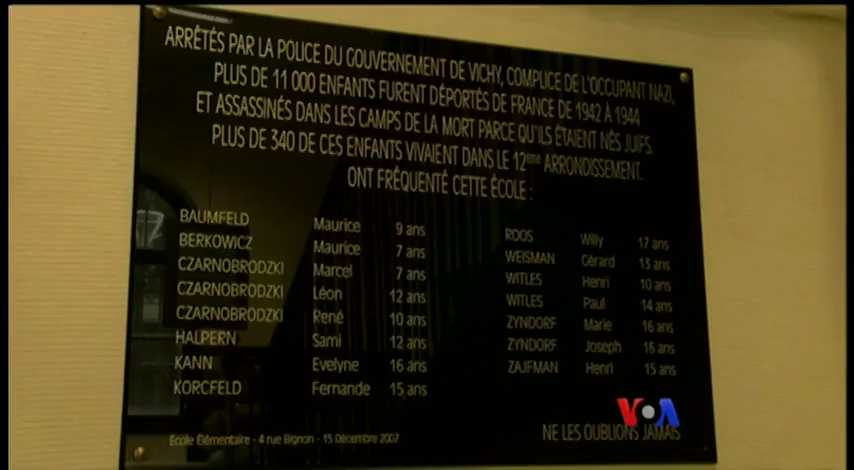 ARRÊTÉS PAR LA POLICE DU GOUVERNEMENT DE VICHY, COMPLICE DE L'OCCUPANT NAZI,
PLUS DE 11 000 ENFANTS FURENT DÉPORTÉS DE FRANCE DE 1942 À 1944
ET ASSASSINÉS DANS LES CAMPS DE LA MORT PARCE QU'ILS ÉTAIENT NÉS JUIFS.
PLUS DE 340 DE CES ENFANTS VIVAIENT DANS LE 12ème ARRONDISSEMENT.
ONT FRÉQUENTÉ CETTE ÉCOLE :
BAUMFELD Maurice 9 ans
BERKOWICZ Maurice 7 ans
CZARNOBRODZKI Marcel 7 ans
CZARNOBRODZKI Léon 12 ans
CZARNOBRODZKI René 10 ans
HALPERN Sami 12 ans
KANN Evelyne 16 ans
KORCFELD Fernande 15 ans
ROOS Willy 17 ans
WEISMAN Gérard 13 ans
WITLES Henri 10 ans
WITLES Paul 14 ans
ZYNDORF Marie 16 ans
ZYNDORF Joseph 16 ans
ZAJFMAN Henri 15 ans
École Élémentaire - 4 rue Bignon - 15 Décembre 2007
NE LES OUBLIONS JAMAIS
VOA